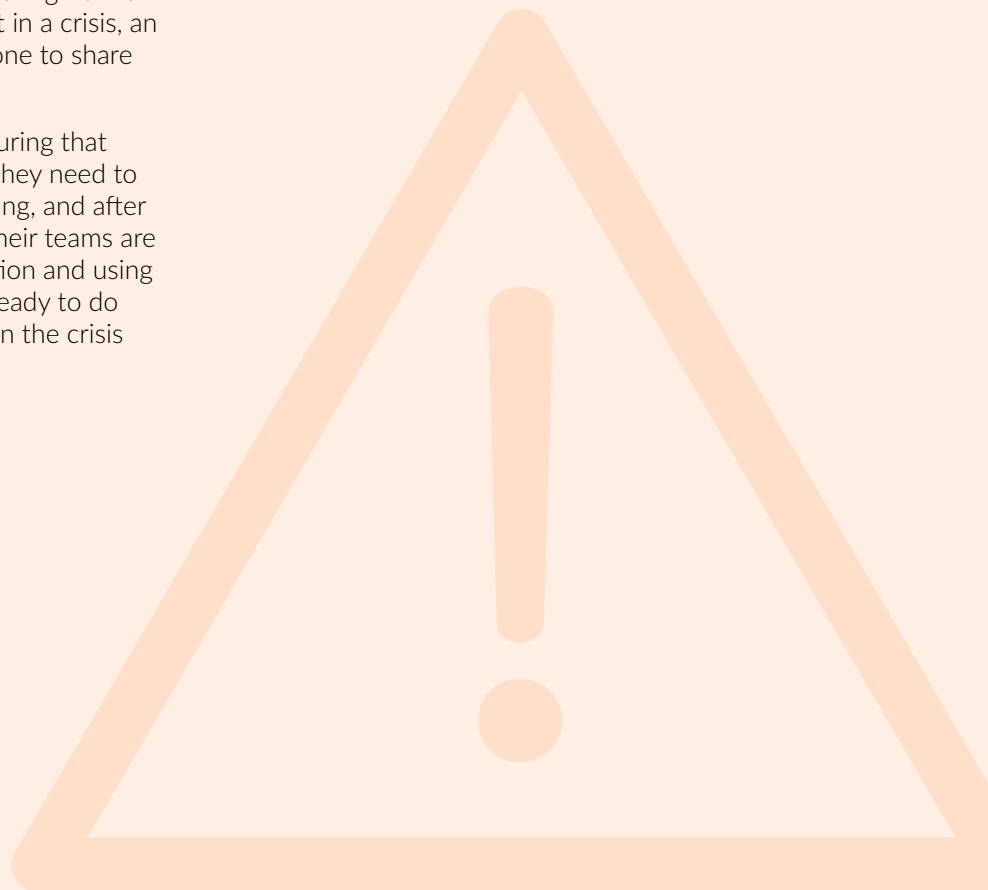 t in a crisis, an
one to share
uring that
hey need to
ng, and after
heir teams are
tion and using
eady to do
n the crisis